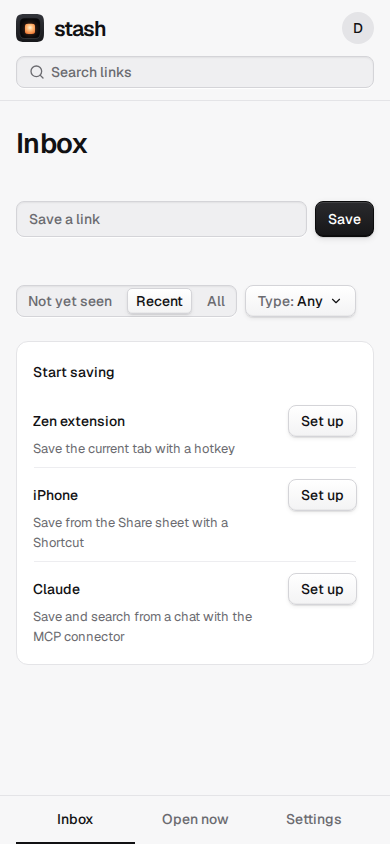 stash
D
Search links
Inbox
Save a link
Save
Not yet seen
Recent
All
Type: Any
Start saving
Zen extension
Set up
Save the current tab with a hotkey
iPhone
Set up
Save from the Share sheet with a
Shortcut
Claude
Set up
Save and search from a chat with the
MCP connector
Inbox
Open now
Settings